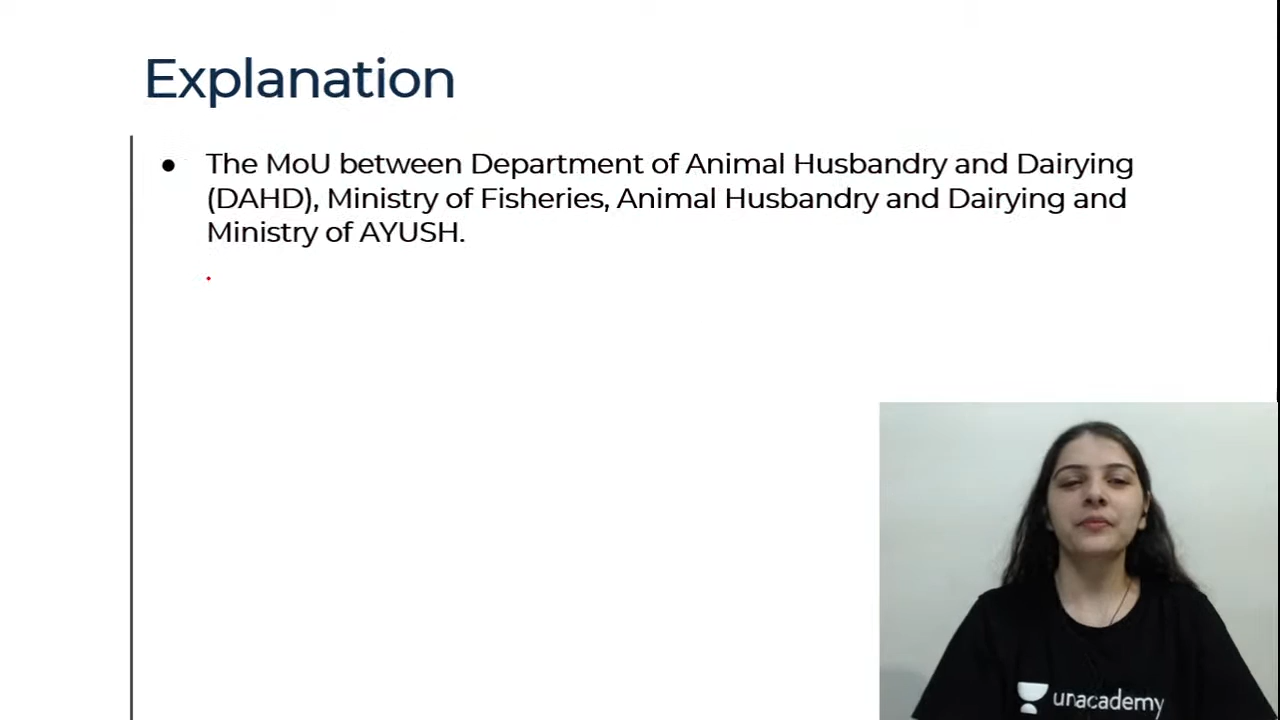 Explanation
● The MoU between Department of Animal Husbandry and Dairying
(DAHD), Ministry of Fisheries, Animal Husbandry and Dairying and
Ministry of AYUSH.
unacademy